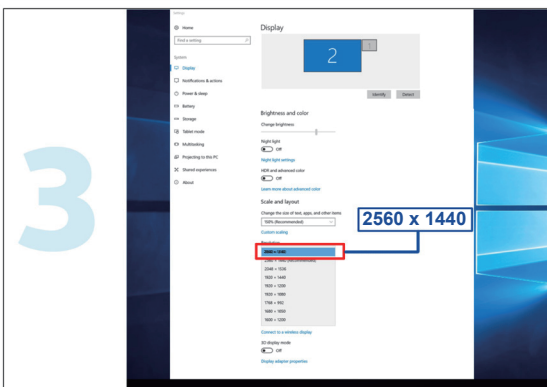 3
Settings
Home
Display
Find a setting
2
1
System
Display
Notifications & actions
Identify
Detect
Power & sleep
Battery
Brightness and color
Storage
Change brightness
Tablet mode
Multitasking
Night light
Off
Projecting to this PC
Night light settings
Shared experiences
HDR and advanced color
About
Off
Learn more about advanced color
Scale and layout
Change the size of text, apps, and other items
100% (Recommended)
2560 x 1440
Custom scaling
Resolution
2048 × 1536
1920 × 1440
1920 × 1200
1920 × 1080
1768 × 992
1680 × 1050
1600 × 1200
Connect to a wireless display
3D display mode
Off
Display adapter properties